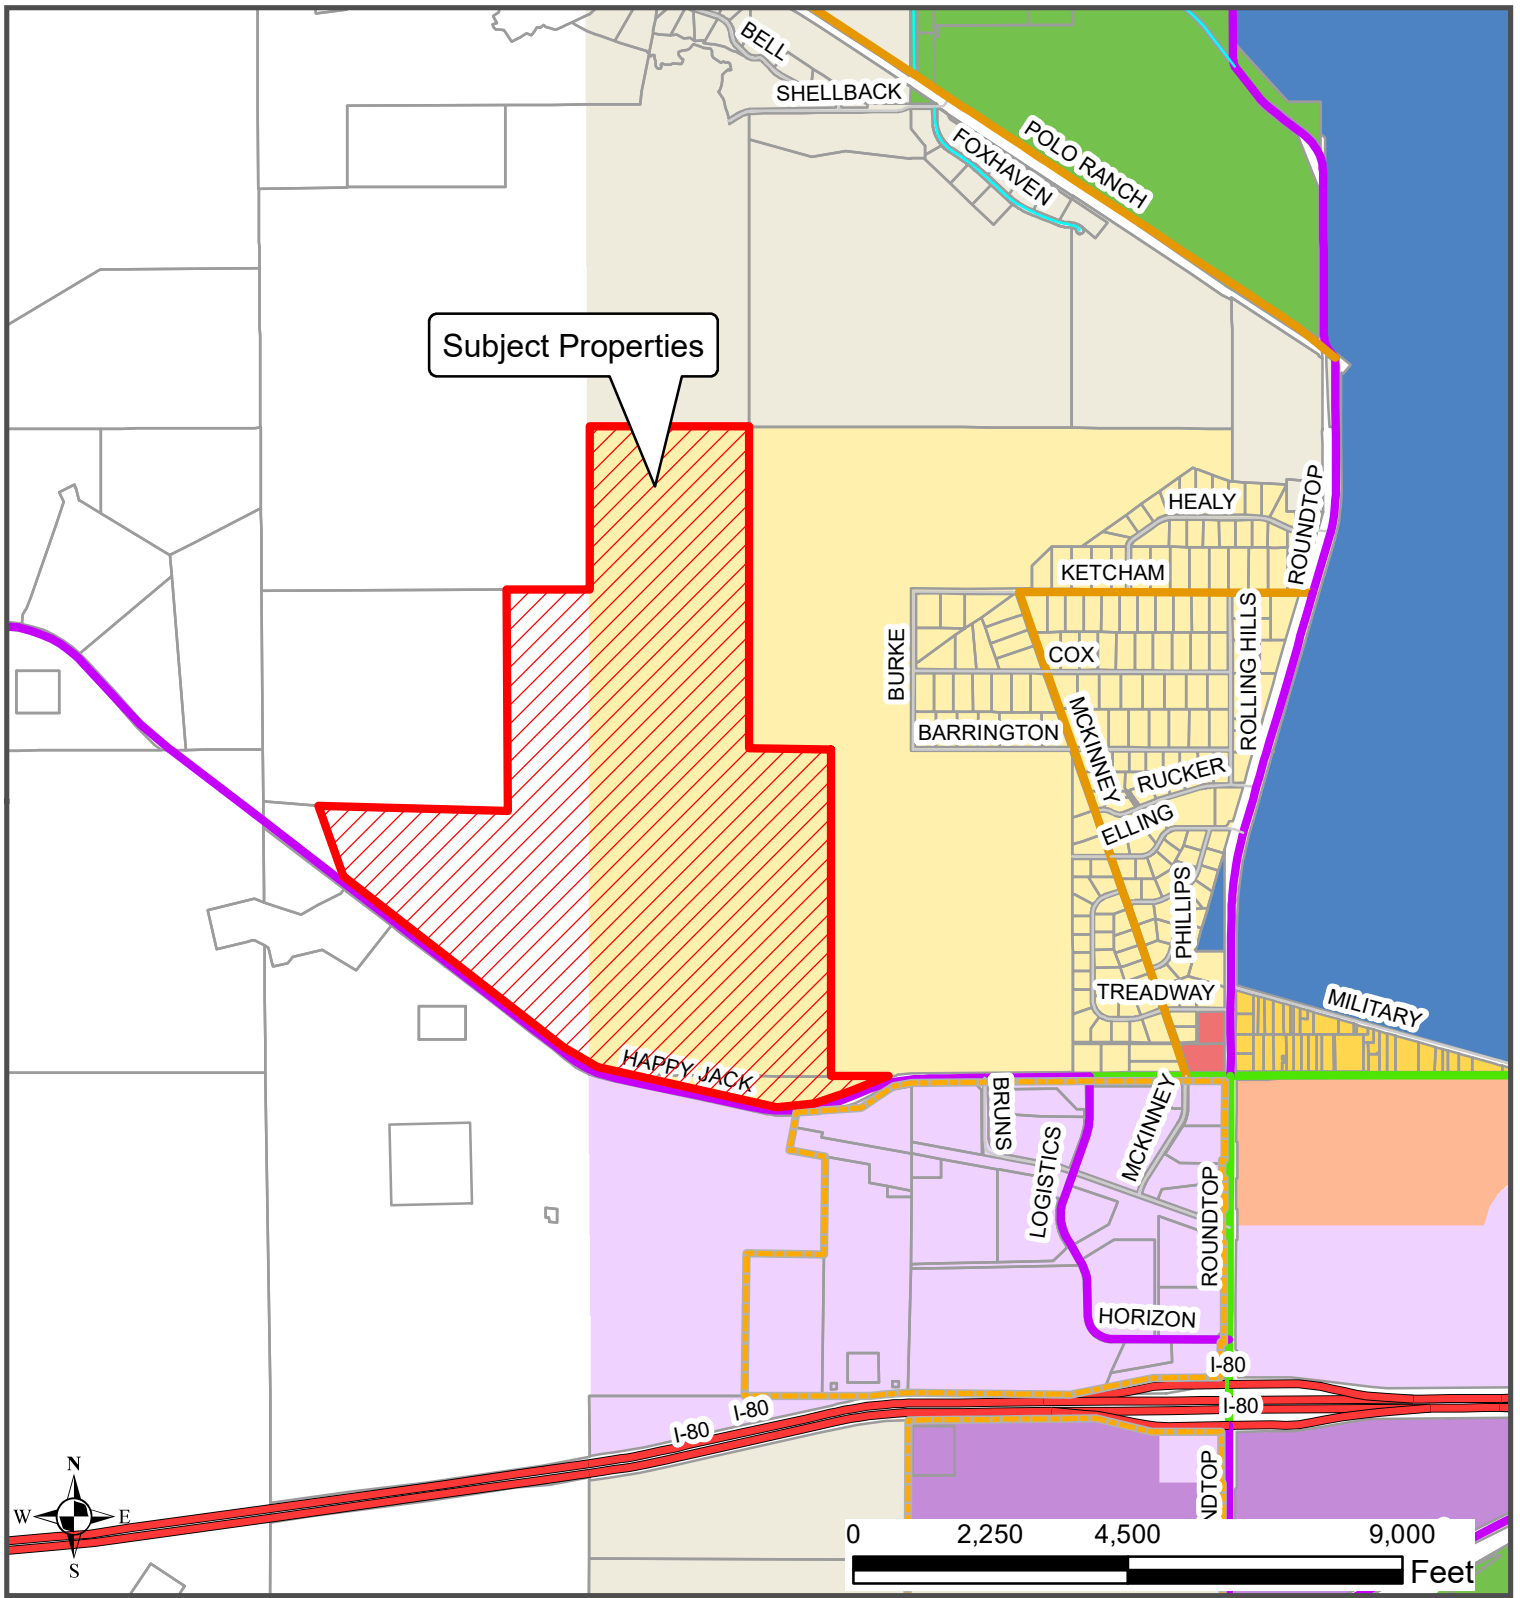 BELL
SHELLBACK
FOXHAVEN
POLO RANCH
Subject Properties
HEALY
ROUNDTOP
KETCHAM
BURKE
COX
ROLLING HILLS
MCKINNEY
BARRINGTON
RUCKER
ELLING
PHILLIPS
TREADWAY
MILITARY
HAPPY JACK
BRUNS
MCKINNEY
LOGISTICS
ROUNDTOP
HORIZON
I-80
I-80
I-80
I-80
NDTOP
N
W E
S
0 2,250 4,500 9,000
Feet